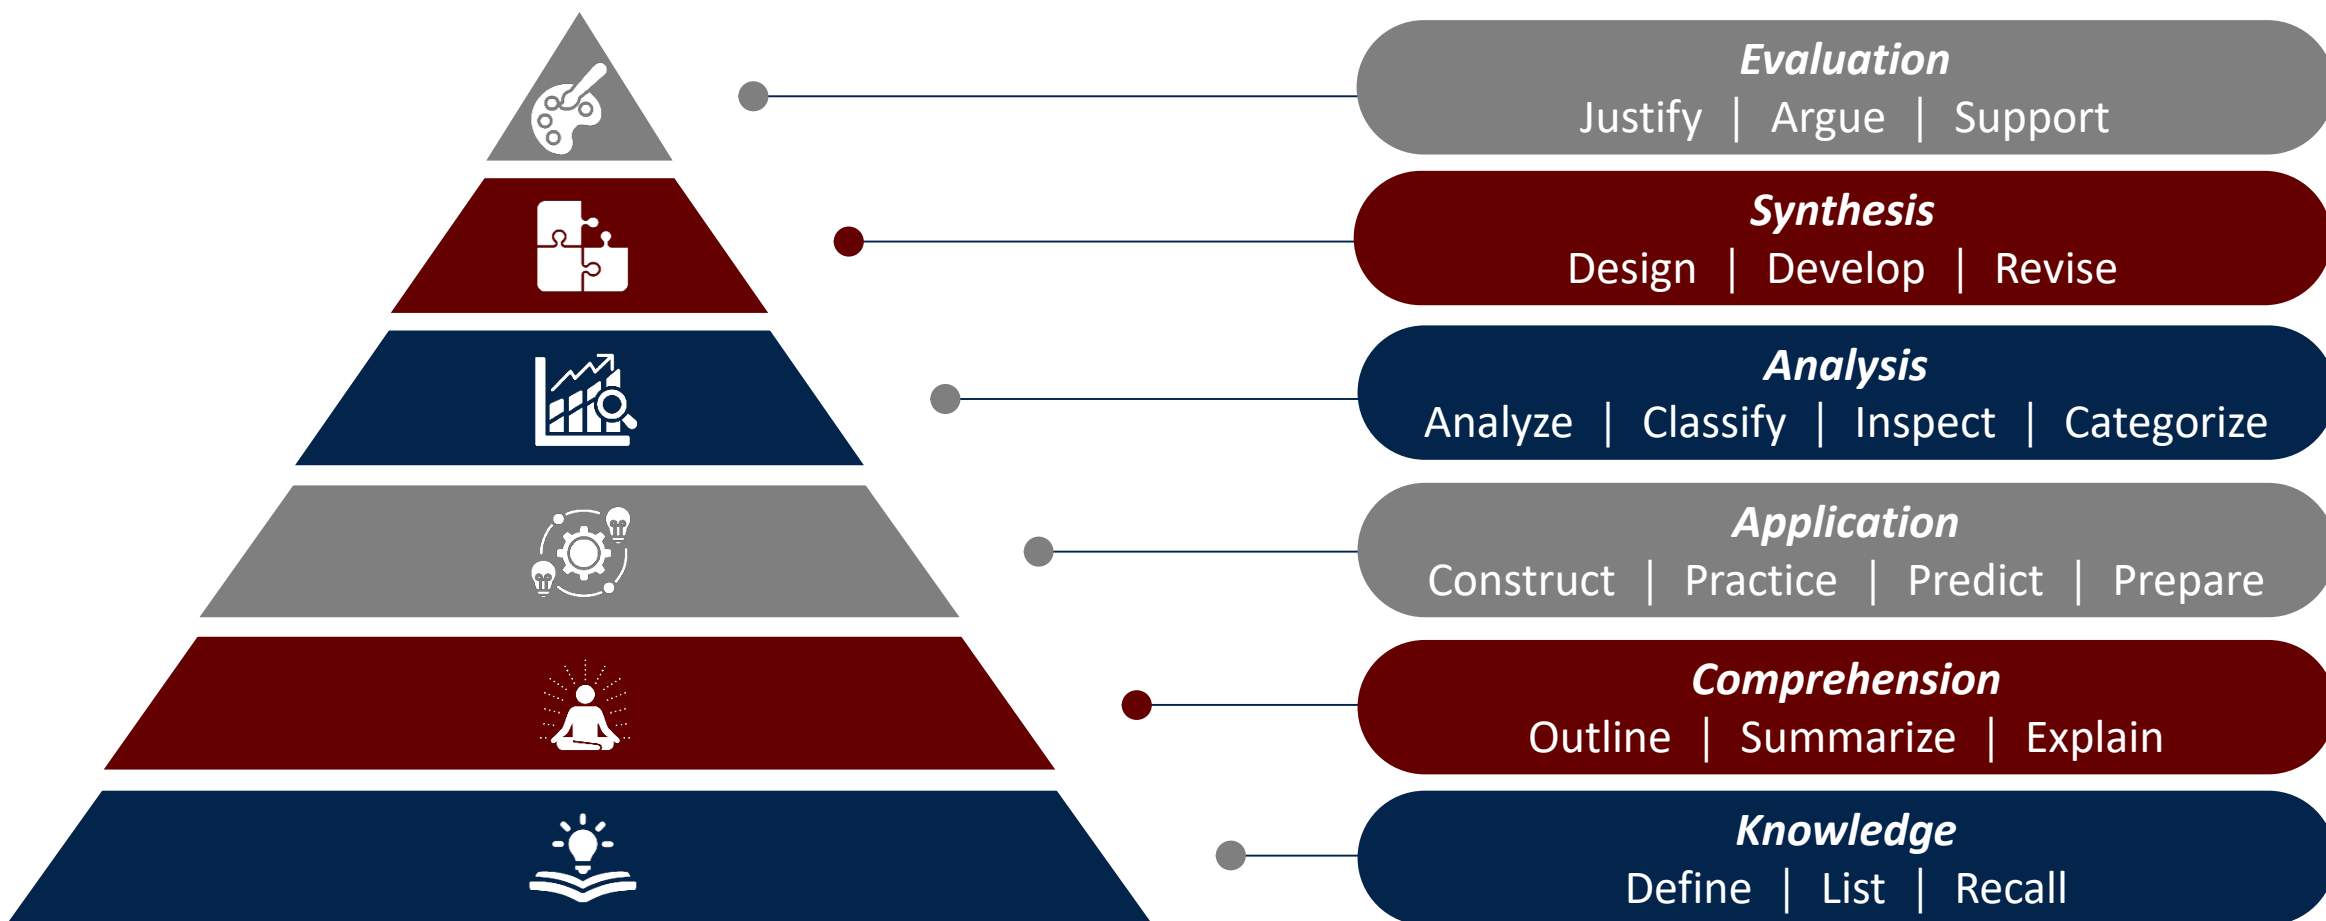 Evaluation
Justify | Argue | Support
Synthesis
Design | Develop | Revise
Analysis
Analyze | Classify | Inspect | Categorize
Application
Construct | Practice | Predict | Prepare
Comprehension
Outline | Summarize | Explain
Knowledge
Define | List | Recall